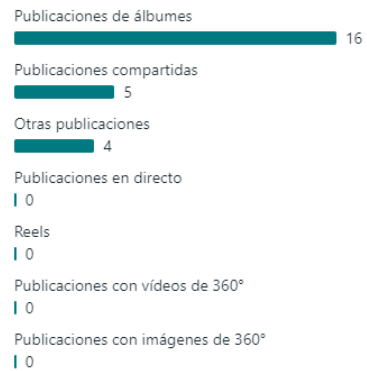 Publicaciones de álbumes
16
Publicaciones compartidas
5
Otras publicaciones
4
Publicaciones en directo
0
Reels
0
Publicaciones con vídeos de 360°
0
Publicaciones con imágenes de 360°
0